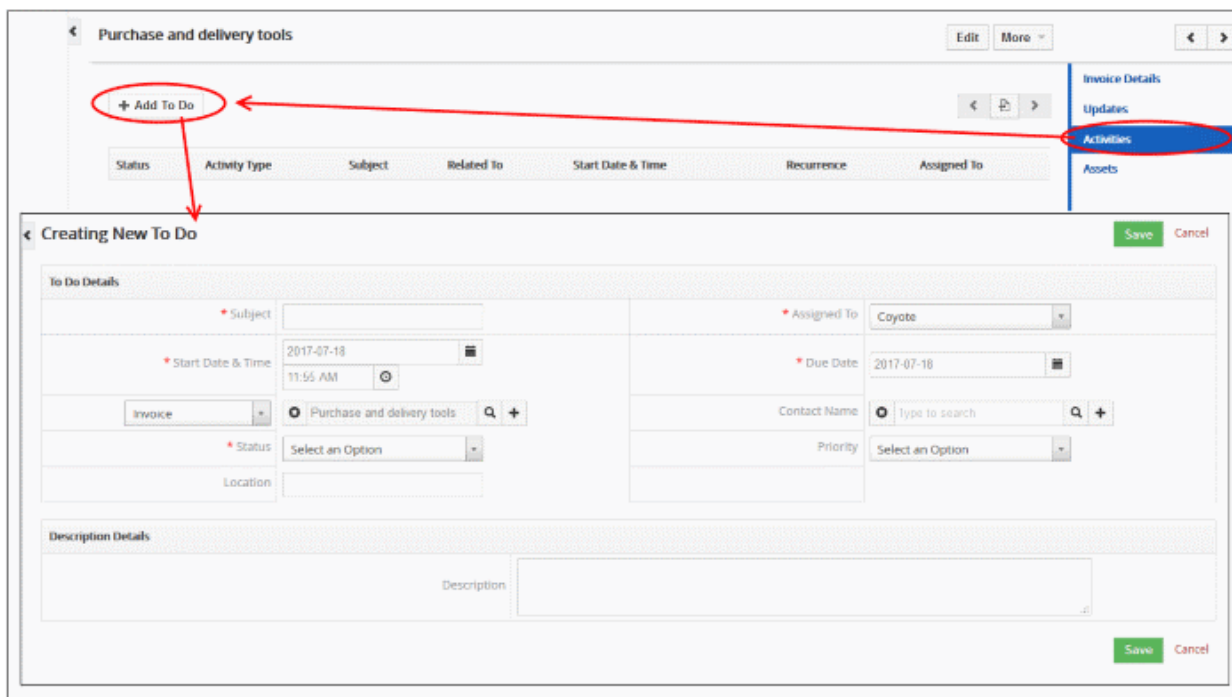 Purchase and delivery tools
Edit More
+ Add To Do
Invoice Details
Updates
Activities
Assets
Status Activity Type Subject Related To Start Date & Time Recurrence Assigned To
Creating New To Do
Save Cancel
To Do Details
* Subject
* Assigned To Coyote
* Start Date & Time 2017-07-18
11:55 AM
* Due Date 2017-07-18
Invoice Purchase and delivery tools
Contact Name Type to search
* Status Select an Option
Priority Select an Option
Location
Description Details
Description
Save Cancel